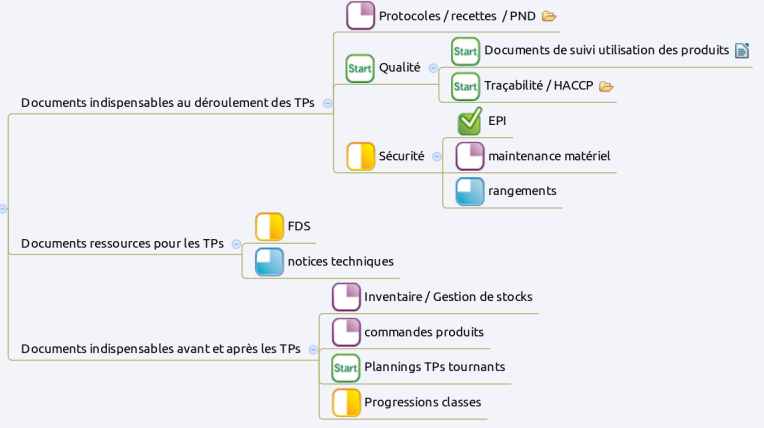 Protocoles / recettes / PND
Start Documents de suivi utilisation des produits
Start Qualité
Start Traçabilité / HACCP
Documents indispensables au déroulement des TPs
EPI
Sécurité
maintenance matériel
rangements
FDS
Documents ressources pour les TPs
notices techniques
Inventaire / Gestion de stocks
commandes produits
Documents indispensables avant et après les TPs
Start Plannings TPs tournants
Progressions classes